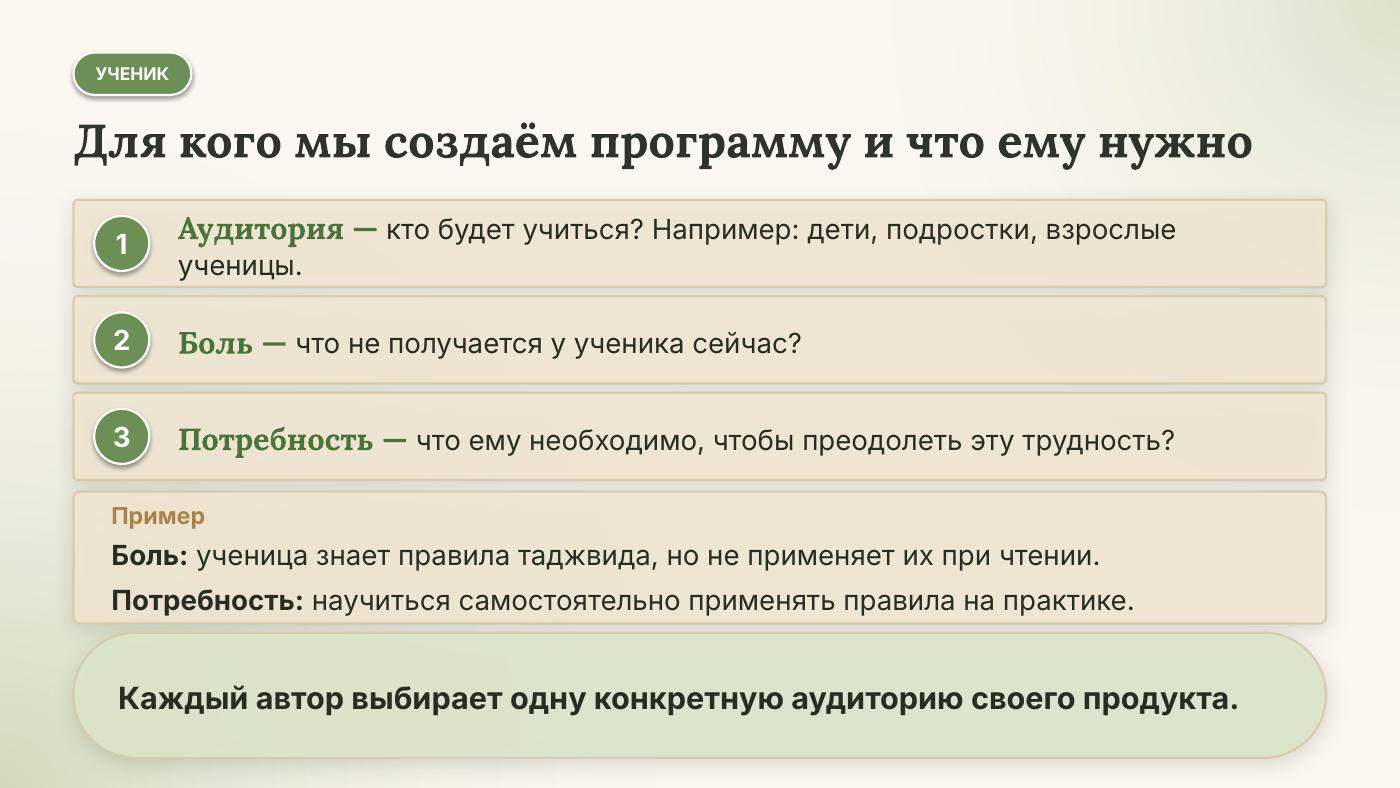 УЧЕНИК
Для кого мы создаём программу и что ему нужно
1
Аудитория — кто будет учиться? Например: дети, подростки, взрослые
ученицы.
2
Боль — что не получается у ученика сейчас?
3
Потребность — что ему необходимо, чтобы преодолеть эту трудность?
Пример
Боль: ученица знает правила таджвида, но не применяет их при чтении.
Потребность: научиться самостоятельно применять правила на практике.
Каждый автор выбирает одну конкретную аудиторию своего продукта.